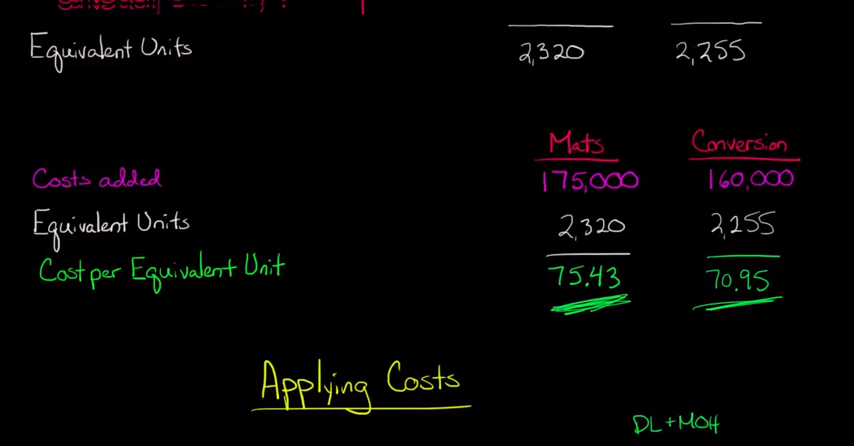 Equivalent Units 2,320 2,255
Mats Conversion
Costs added 175,000 160,000
Equivalent Units 2,320 2,255
Cost per Equivalent Unit 75.43 70.95
Applying Costs
DL + MOH